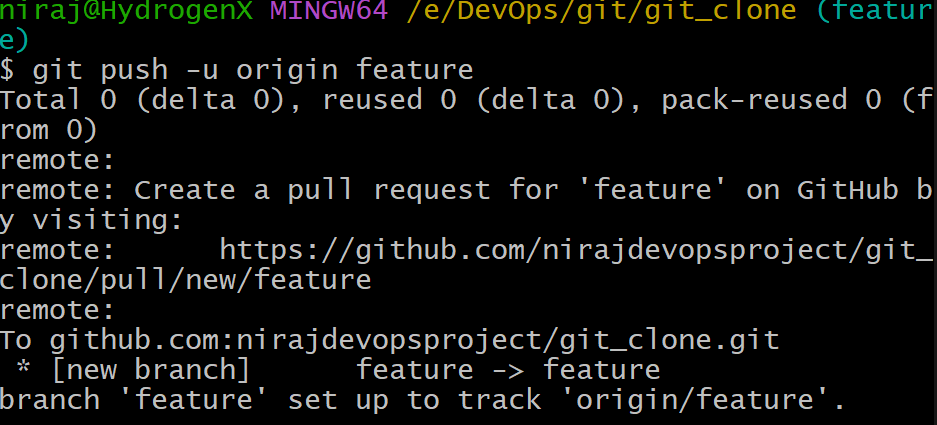 niraj@HydrogenX MINGW64 /e/DevOps/git/git_clone (featur
e)
$ git push -u origin feature
Total 0 (delta 0), reused 0 (delta 0), pack-reused 0 (f
rom 0)
remote:
remote: Create a pull request for 'feature' on GitHub b
y visiting:
remote:      https://github.com/nirajdevopsproject/git_
clone/pull/new/feature
remote:
To github.com:nirajdevopsproject/git_clone.git
 * [new branch]      feature -> feature
branch 'feature' set up to track 'origin/feature'.